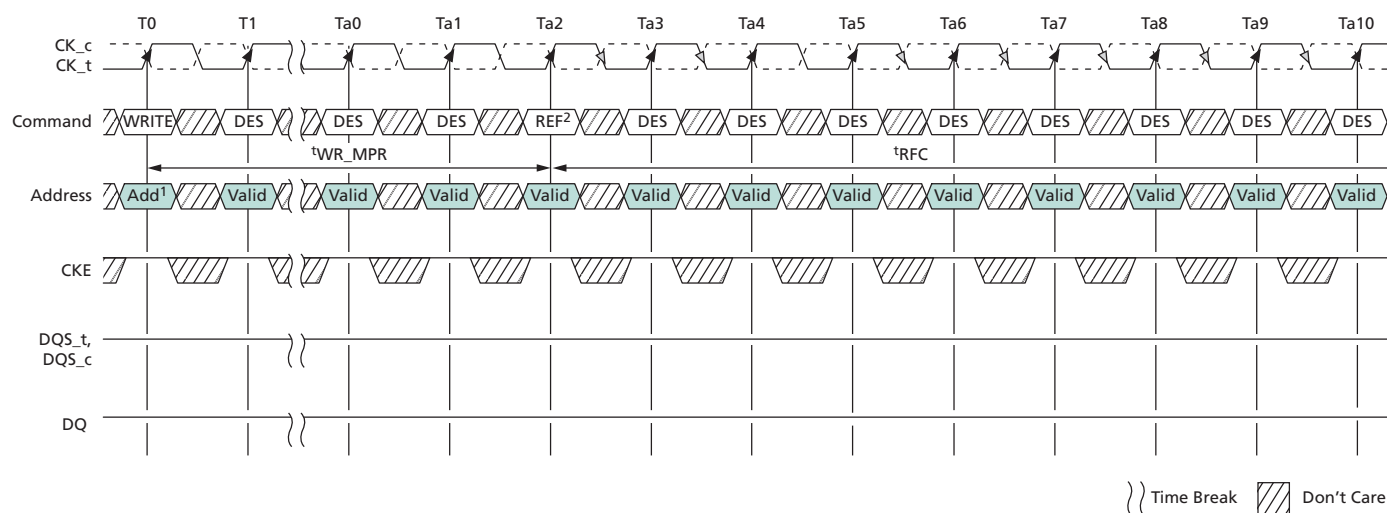 T0 T1 Ta0 Ta1 Ta2 Ta3 Ta4 Ta5 Ta6 Ta7 Ta8 Ta9 Ta10
CK_c
CK_t
Command WRITE DES DES DES REF2 DES DES DES DES DES DES DES DES
tWR_MPR tRFC
Address Add1 Valid Valid Valid Valid Valid Valid Valid Valid Valid Valid Valid Valid
CKE
DQS_t,
DQS_c
DQ
Time Break Don't Care